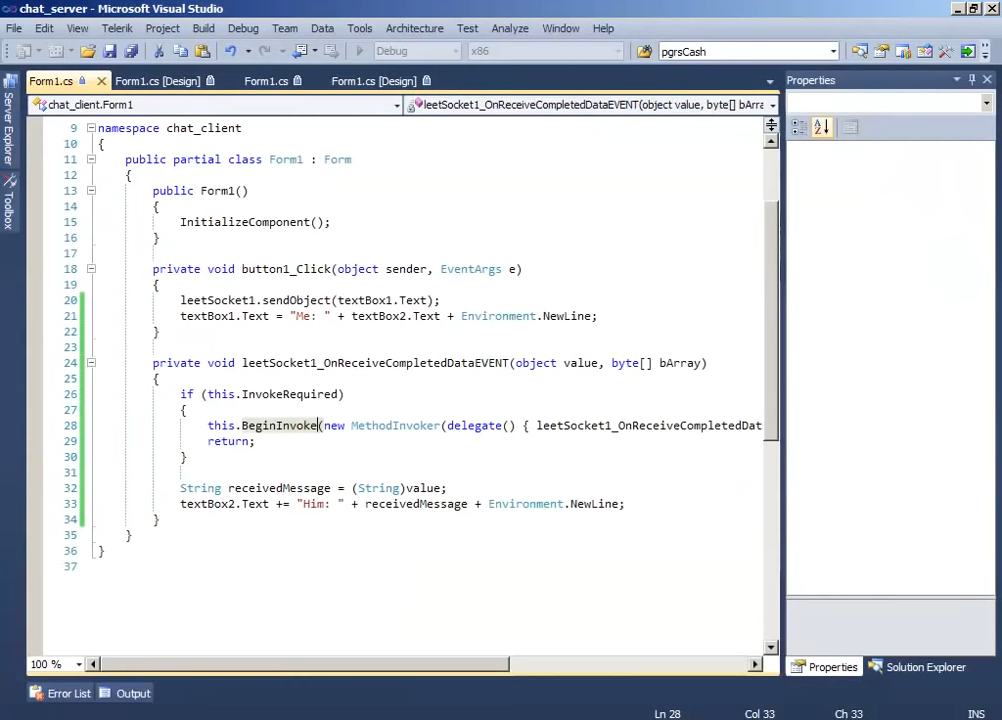 chat_server - Microsoft Visual Studio
File Edit View Telerik Project Build Debug Team Data Tools Architecture Test Analyze Window Help
Debug x86 pgrsCash
Form1.cs Form1.cs [Design] Form1.cs Form1.cs [Design]
Properties
chat_client.Form1 leetSocket1_OnReceiveCompletedDataEVENT(object value, byte[] bArra
Server Explorer
Toolbox
9 namespace chat_client
10 {
11 public partial class Form1 : Form
12 {
13 public Form1()
14 {
15 InitializeComponent();
16 }
17
18 private void button1_Click(object sender, EventArgs e)
19 {
20 leetSocket1.sendObject(textBox1.Text);
21 textBox1.Text = "Me: " + textBox2.Text + Environment.NewLine;
22 }
23
24 private void leetSocket1_OnReceiveCompletedDataEVENT(object value, byte[] bArray)
25 {
26 if (this.InvokeRequired)
27 {
28 this.BeginInvoke(new MethodInvoker(delegate() { leetSocket1_OnReceiveCompletedDat
29 return;
30 }
31
32 String receivedMessage = (String)value;
33 textBox2.Text += "Him: " + receivedMessage + Environment.NewLine;
34 }
35 }
36 }
37
100 %
Properties Solution Explorer
Error List Output
Ln 28 Col 33 Ch 33 INS